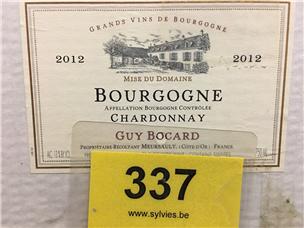 GRANDS VINS DE BOURGOGNE
2012 2012
MISE DU DOMAINE
BOURGOGNE
APPELLATION BOURGOGNE CONTRÔLÉE
CHARDONNAY
GUY BOCARD
PROPRIÉTAIRE-RÉCOLTANT MEURSAULT (CÔTE-D'OR) FRANCE
337
www.sylvies.be